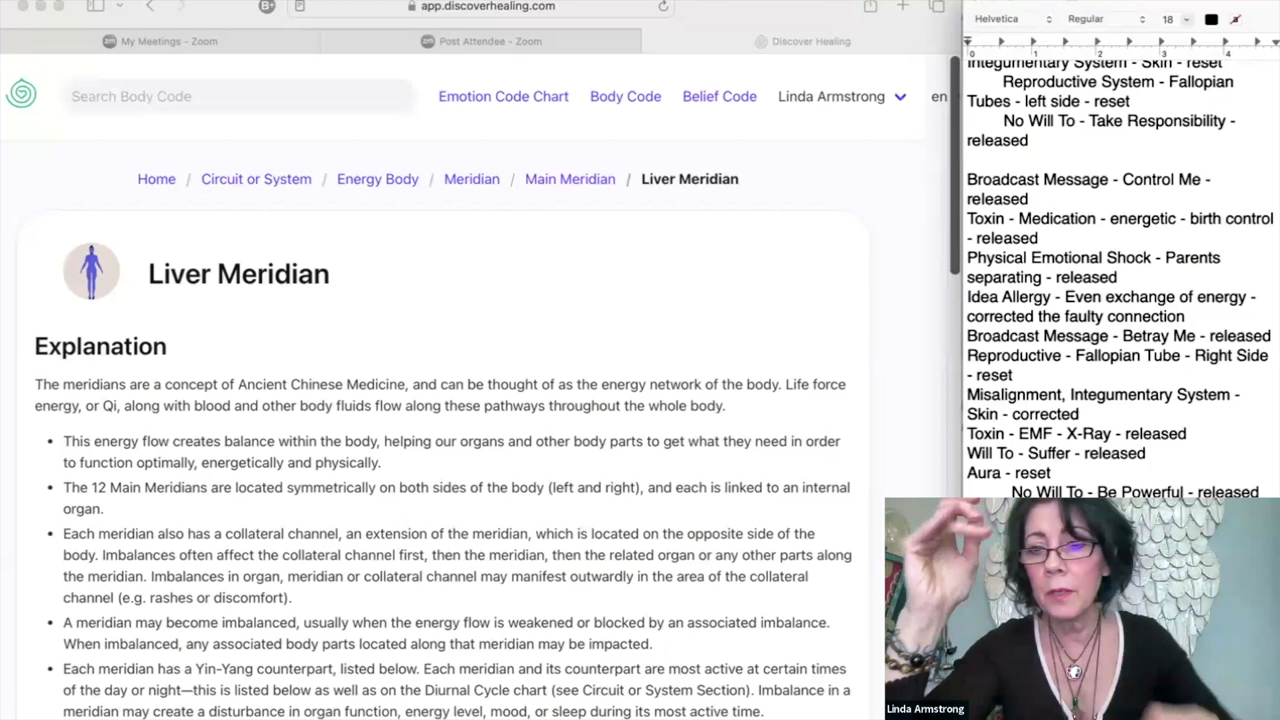 app.discoverhealing.com
My Meetings - Zoom
Post Attendee - Zoom
Discover Healing
Search Body Code
Emotion Code Chart
Body Code
Belief Code
Linda Armstrong
en
Home / Circuit or System / Energy Body / Meridian / Main Meridian / Liver Meridian
Liver Meridian
Explanation
The meridians are a concept of Ancient Chinese Medicine, and can be thought of as the energy network of the body. Life force
energy, or Qi, along with blood and other body fluids flow along these pathways throughout the whole body.
• This energy flow creates balance within the body, helping our organs and other body parts to get what they need in order
to function optimally, energetically and physically.
• The 12 Main Meridians are located symmetrically on both sides of the body (left and right), and each is linked to an internal
organ.
• Each meridian also has a collateral channel, an extension of the meridian, which is located on the opposite side of the
body. Imbalances often affect the collateral channel first, then the meridian, then the related organ or any other parts along
the meridian. Imbalances in organ, meridian or collateral channel may manifest outwardly in the area of the collateral
channel (e.g. rashes or discomfort).
• A meridian may become imbalanced, usually when the energy flow is weakened or blocked by an associated imbalance.
When imbalanced, any associated body parts located along that meridian may be impacted.
• Each meridian has a Yin-Yang counterpart, listed below. Each meridian and its counterpart are most active at certain times
of the day or night—this is listed below as well as on the Diurnal Cycle chart (see Circuit or System Section). Imbalance in a
meridian may create a disturbance in organ function, energy level, mood, or sleep during its most active time.
Helvetica
Regular
18
0 1 2 3 4
Integumentary System - Skin - reset
Reproductive System - Fallopian
Tubes - left side - reset
No Will To - Take Responsibility -
released
Broadcast Message - Control Me -
released
Toxin - Medication - energetic - birth control
- released
Physical Emotional Shock - Parents
separating - released
Idea Allergy - Even exchange of energy -
corrected the faulty connection
Broadcast Message - Betray Me - released
Reproductive - Fallopian Tube - Right Side
- reset
Misalignment, Integumentary System -
Skin - corrected
Toxin - EMF - X-Ray - released
Will To - Suffer - released
Aura - reset
No Will To - Be Powerful - released
Linda Armstrong